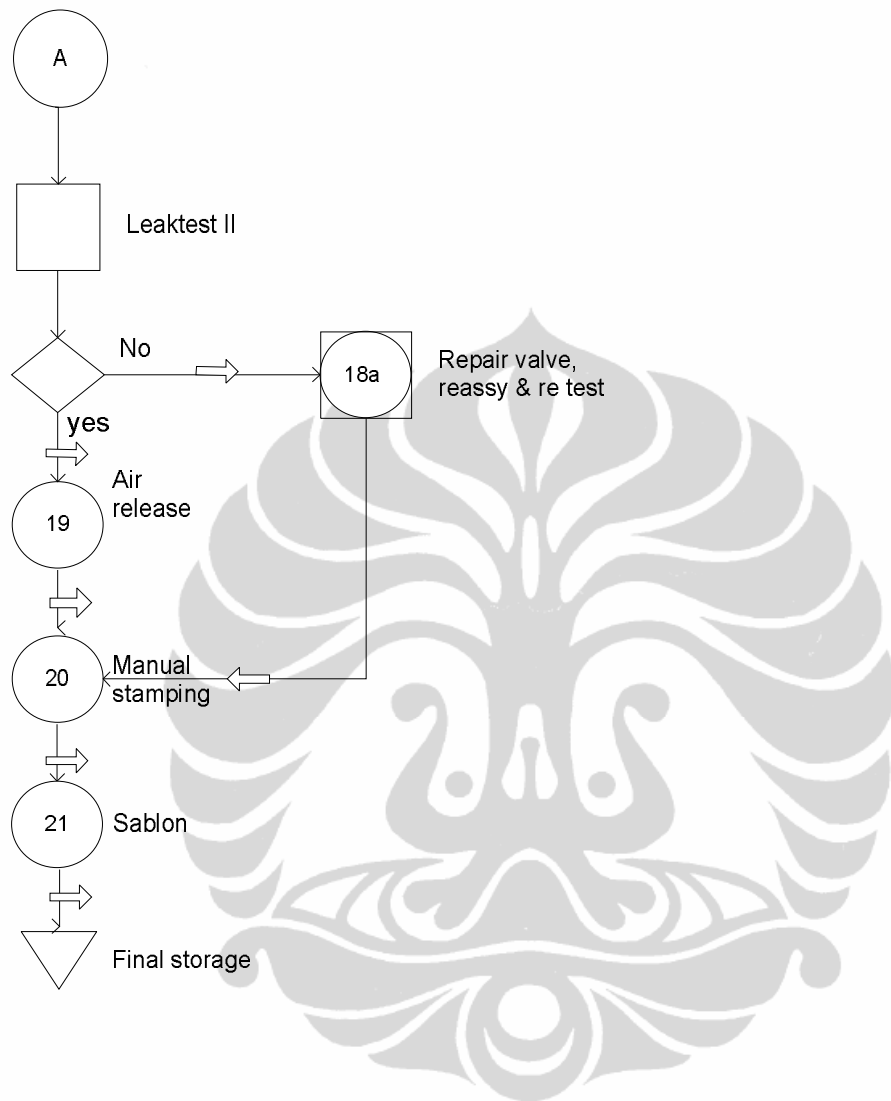 A
Leaktest II
No
18a
Repair valve,
reassy & re test
yes
Air
release
19
20
Manual
stamping
21
Sablon
Final storage